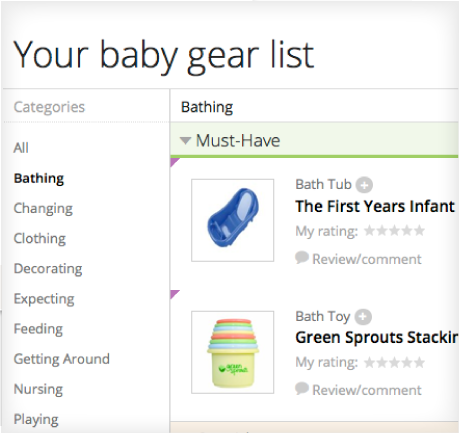 Your baby gear list
Categories
All
Bathing
Changing
Clothing
Decorating
Expecting
Feeding
Getting Around
Nursing
Playing
Bathing
Must-Have
Bath Tub
The First Years Infant
My rating:
Review/comment
Bath Toy
Green Sprouts Stackin
My rating:
Review/comment
green
sprouts